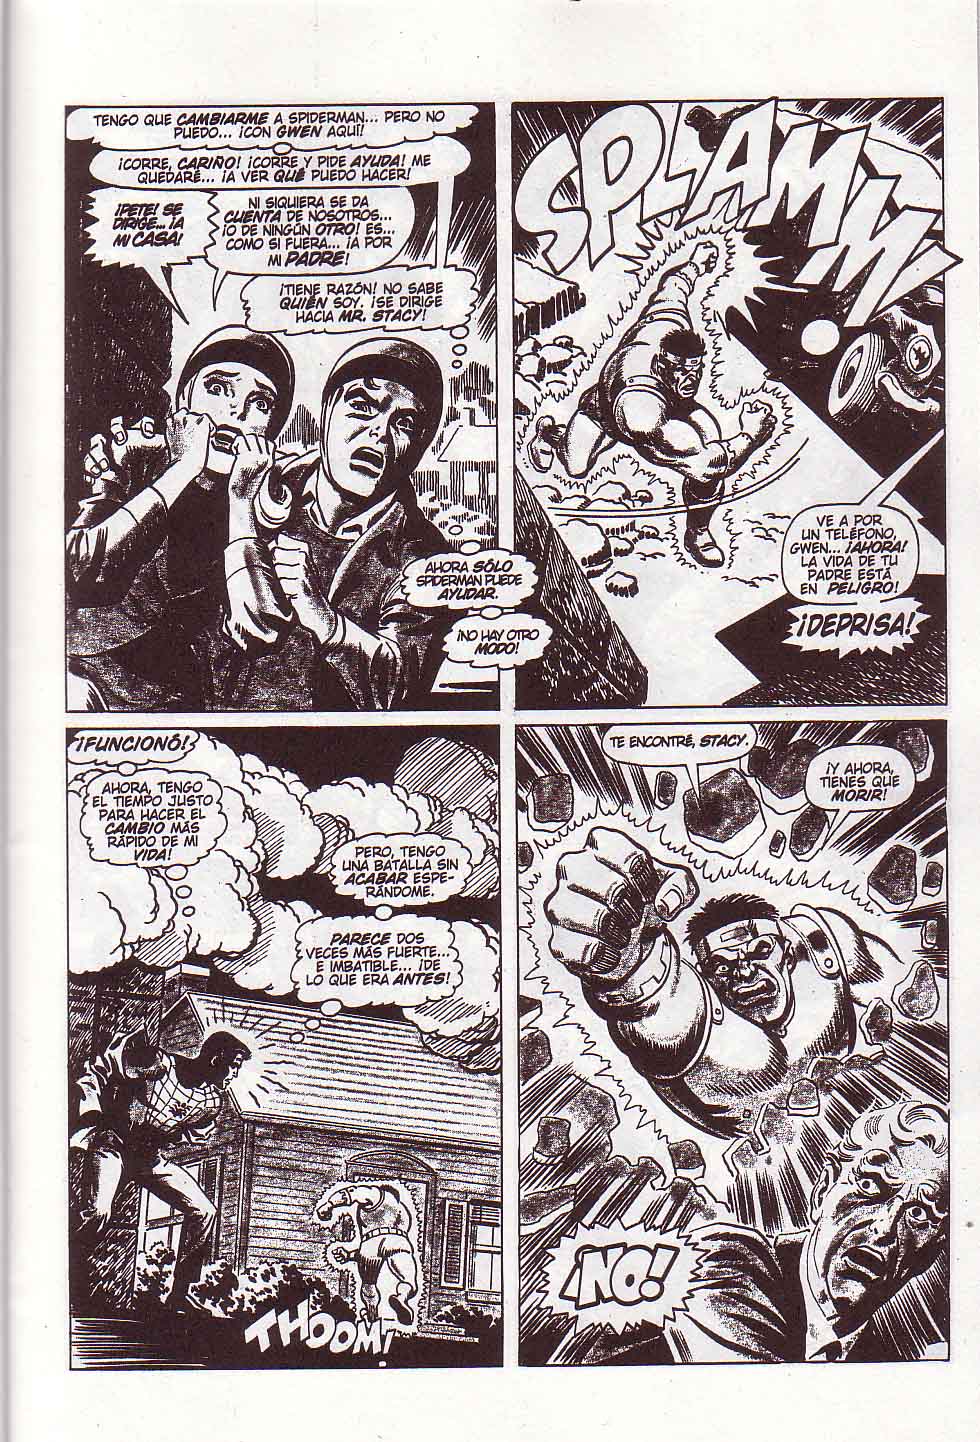 TENGO QUE CAMBIARME A SPIDERMAN... PERO NO
PUEDO... ¡CON GWEN AQUÍ!
¡CORRE, CARIÑO! ¡CORRE Y PIDE AYUDA! ME
QUEDARÉ... ¡A VER QUÉ PUEDO HACER!
¡PETE! SE
DIRIGE... ¡A
MI CASA!
NI SIQUIERA SE DA
CUENTA DE NOSOTROS...
¡O DE NINGÚN OTRO! ES...
COMO SI FUERA... ¡A POR
MI PADRE!
¡TIENE RAZÓN! NO SABE
QUIÉN SOY. ¡SE DIRIGE
HACIA MR. STACY!
AHORA SÓLO
SPIDERMAN PUEDE
AYUDAR.
¡NO HAY OTRO
MODO!
SPLAMM!
VE A POR
UN TELÉFONO,
GWEN... ¡AHORA!
LA VIDA DE TU
PADRE ESTÁ
EN PELIGRO!
¡DEPRISA!
¡FUNCIONÓ!
AHORA, TENGO
EL TIEMPO JUSTO
PARA HACER EL
CAMBIO MÁS
RÁPIDO DE MI
VIDA!
PERO, TENGO
UNA BATALLA SIN
ACABAR ESPE-
RÁNDOME.
PARECE DOS
VECES MÁS FUERTE...
E IMBATIBLE... ¡DE
LO QUE ERA ANTES!
THOOM!
TE ENCONTRÉ, STACY.
¡Y AHORA,
TIENES QUE
MORIR!
¡NO!